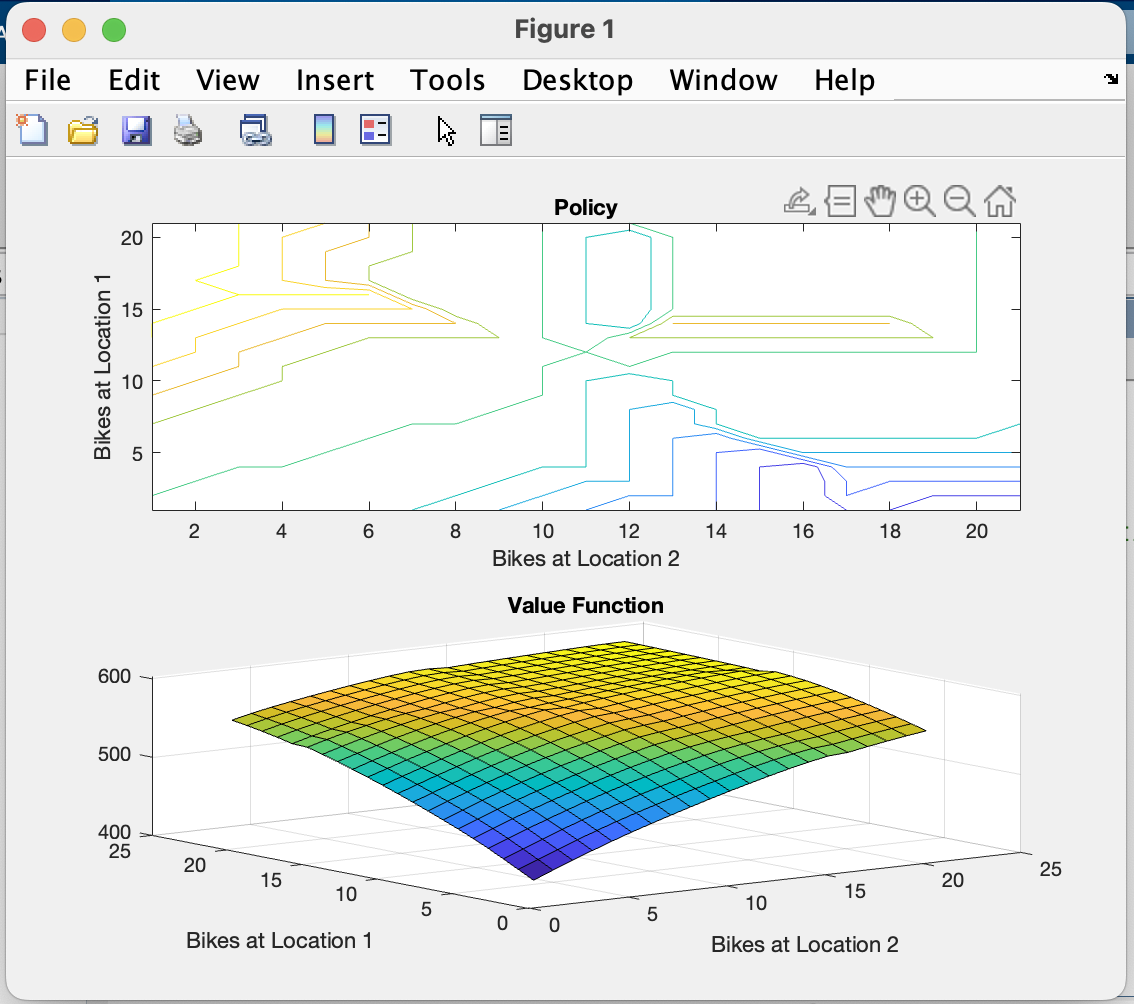 Figure 1
File Edit View Insert Tools Desktop Window Help
Policy
20
15
10
5
Bikes at Location 1
2 4 6 8 10 12 14 16 18 20
Bikes at Location 2
Value Function
600
500
400
25 20 15 10 5 0
Bikes at Location 1
0 5 10 15 20 25
Bikes at Location 2